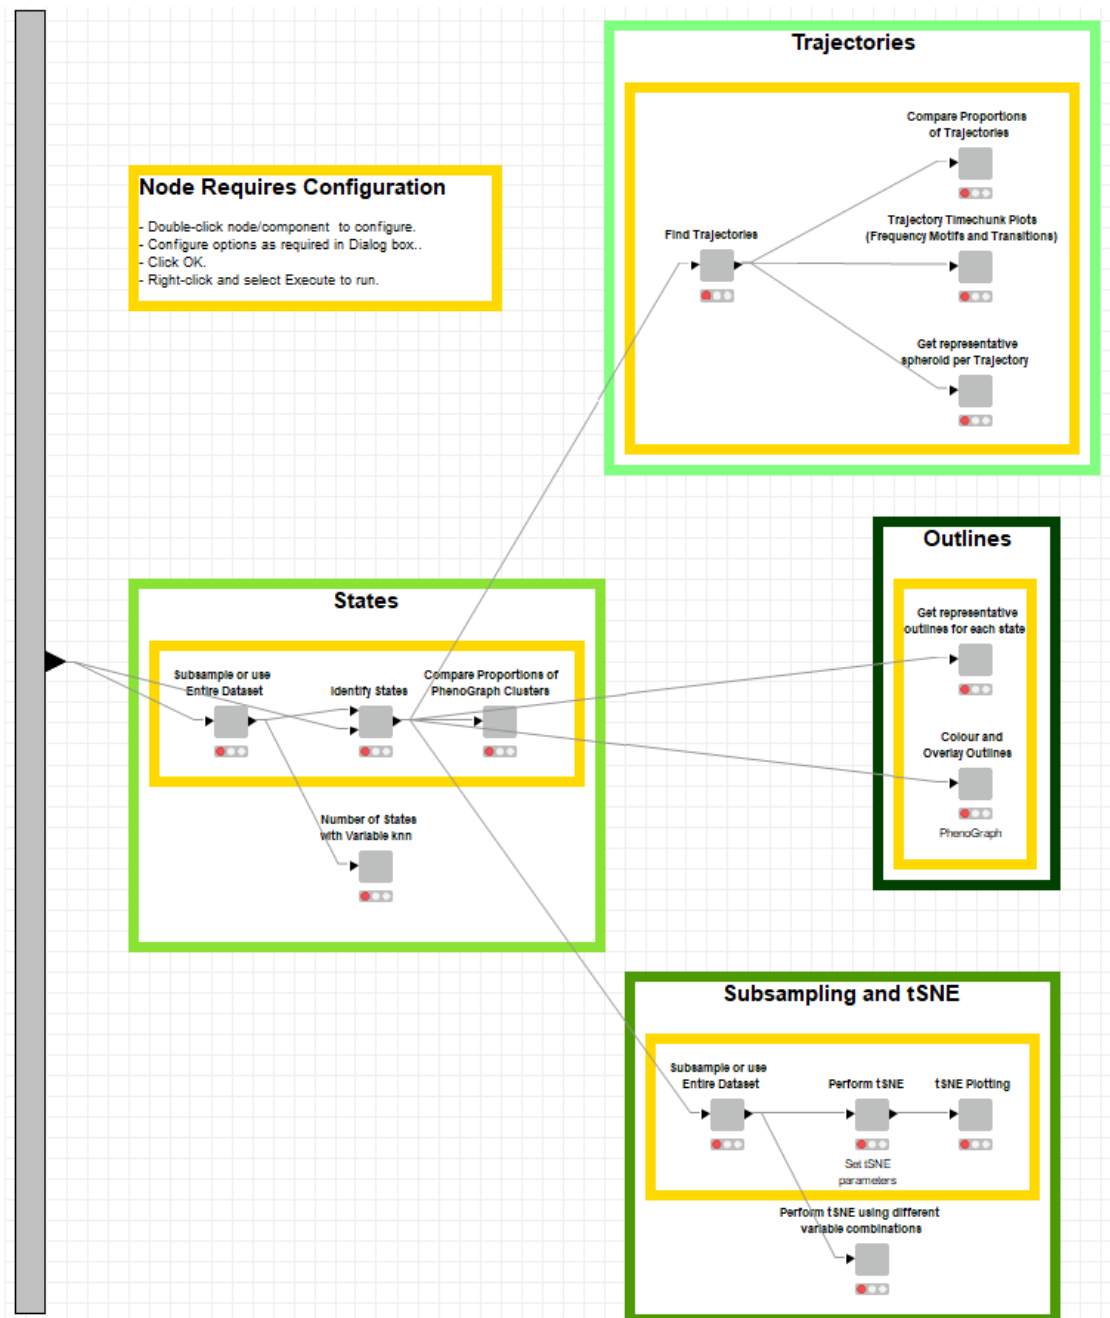 Trajectories
Compare Proportions
of Trajectories
Trajectory Timechunk Plots
(Frequency Motifs and Transitions)
Find Trajectories
Get representative
spheroid per Trajectory
Node Requires Configuration
- Double-click node/component  to configure.
- Configure options as required in Dialog box..
- Click OK.
- Right-click and select Execute to run.
Outlines
Get representative
outlines for each state
Colour and
Overlay Outlines
PhenoGraph
States
Subsample or use
Entire Dataset
Identify States
Compare Proportions of
PhenoGraph Clusters
Number of States
with Variable knn
Subsampling and tSNE
Subsample or use
Entire Dataset
Perform tSNE
tSNE Plotting
Set tSNE
parameters
Perform tSNE using different
variable combinations